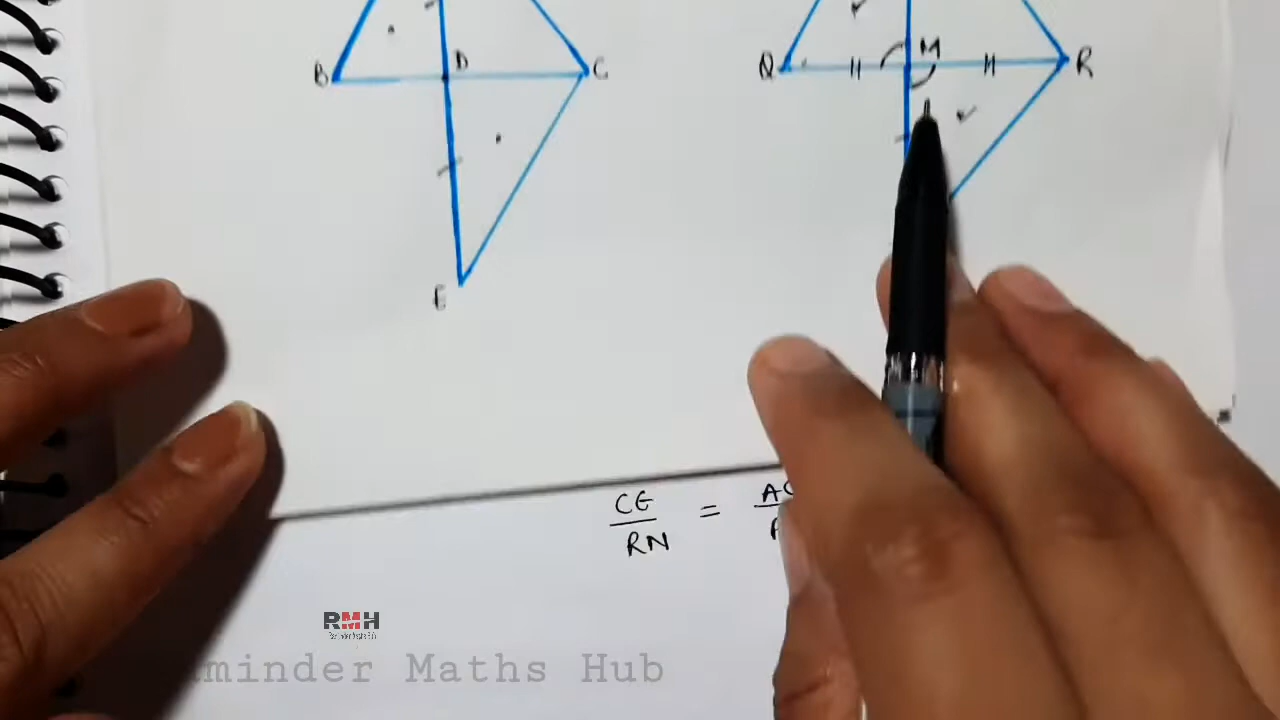 B D C
Q M R
E
CE = A
RN
RMH
minder Maths Hub